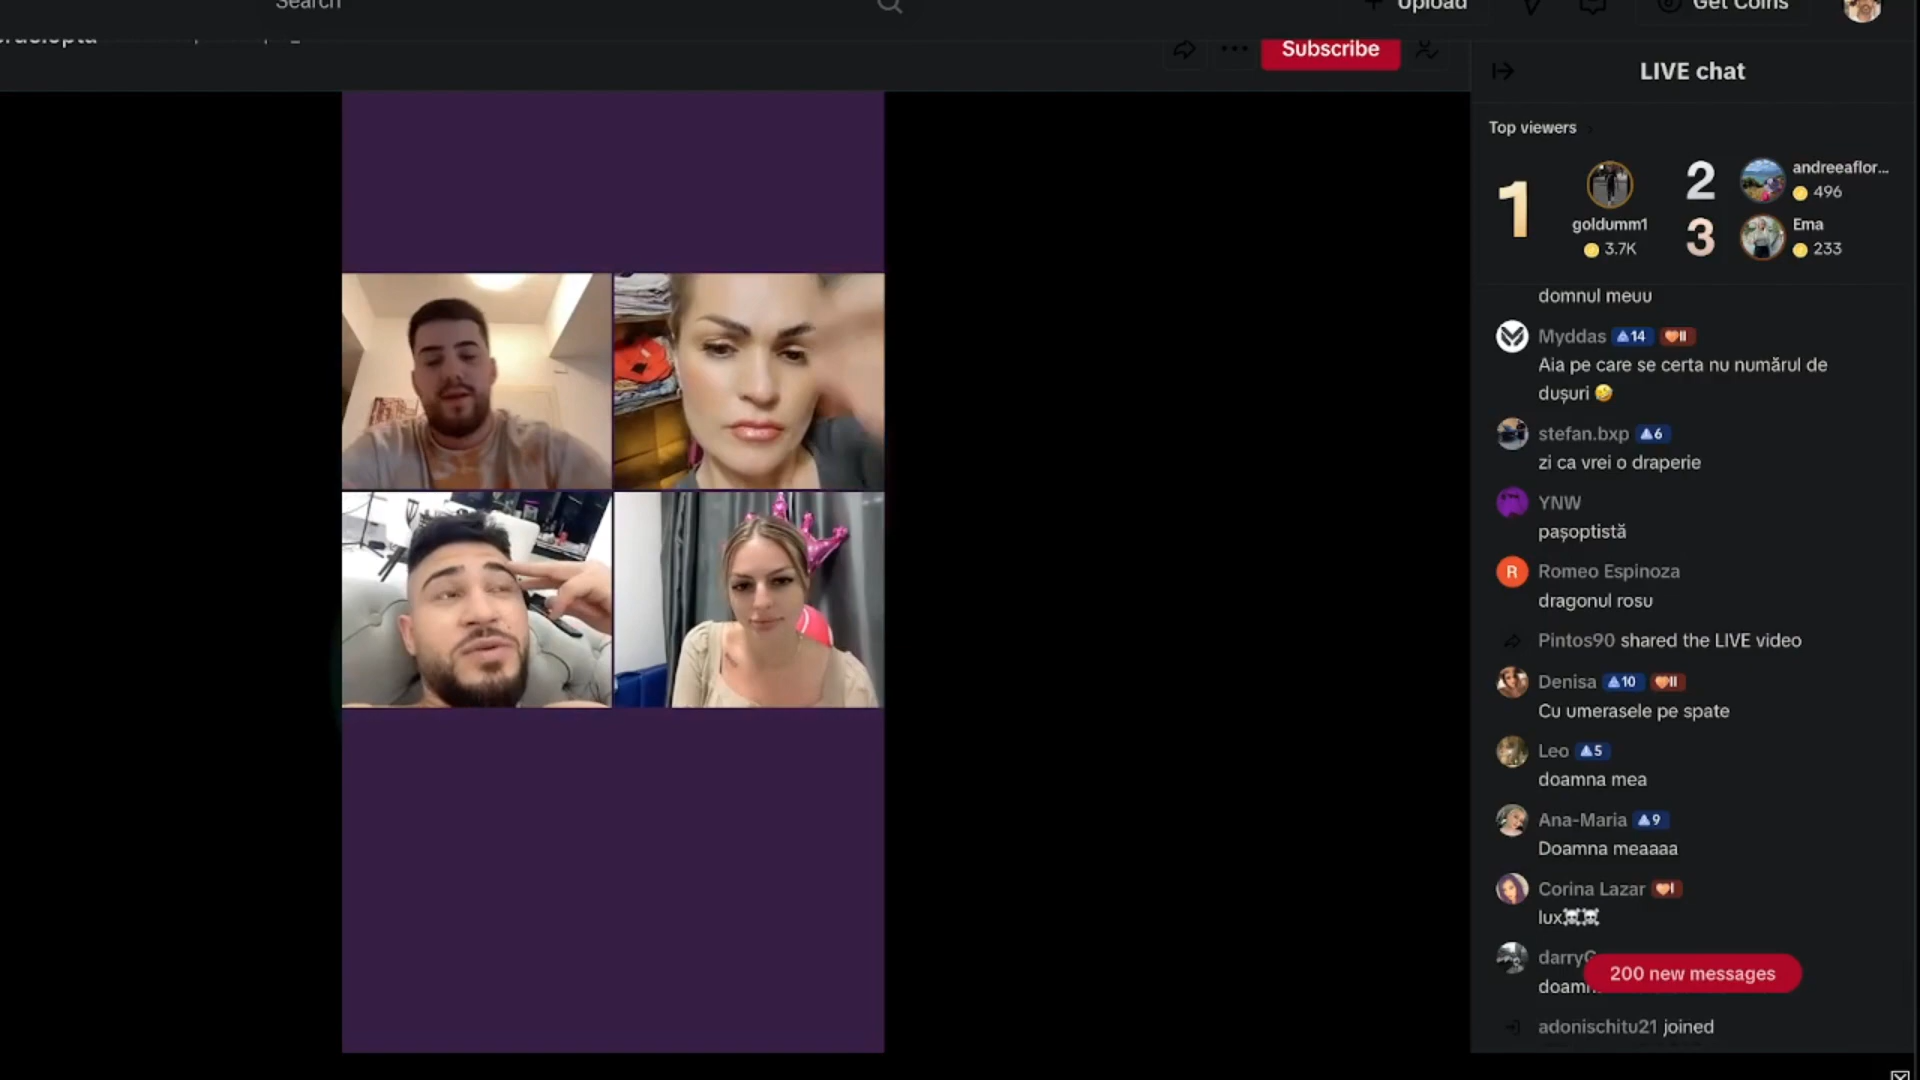 Search
Upload
Get Coins
Subscribe
LIVE chat
Top viewers
1
goldumm1
3.7K
2
andreeaflor...
496
3
Ema
233
domnul meuu
Myddas 14 II
Aia pe care se certa nu numărul de
dușuri 🤣
stefan.bxp 6
zi ca vrei o draperie
YNW
pașoptistă
R Romeo Espinoza
dragonul rosu
Pintos90 shared the LIVE video
Denisa 10 II
Cu umerasele pe spate
Leo 5
doamna mea
Ana-Maria 9
Doamna meaaaa
Corina Lazar I
lux☠️☠️
200 new messages
adonischitu21 joined